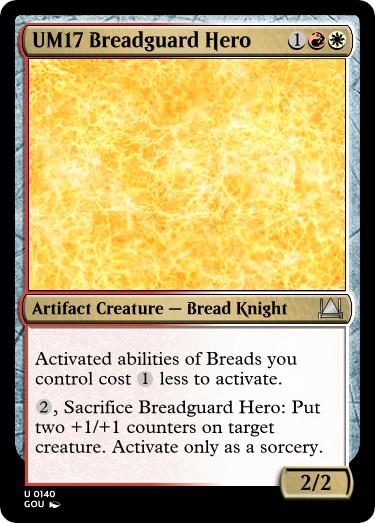 UM17 Breadguard Hero 1
Artifact Creature — Bread Knight
Activated abilities of Breads you
control cost 1 less to activate.
2, Sacrifice Breadguard Hero: Put
two +1/+1 counters on target
creature. Activate only as a sorcery.
2/2
U 0140
GOU